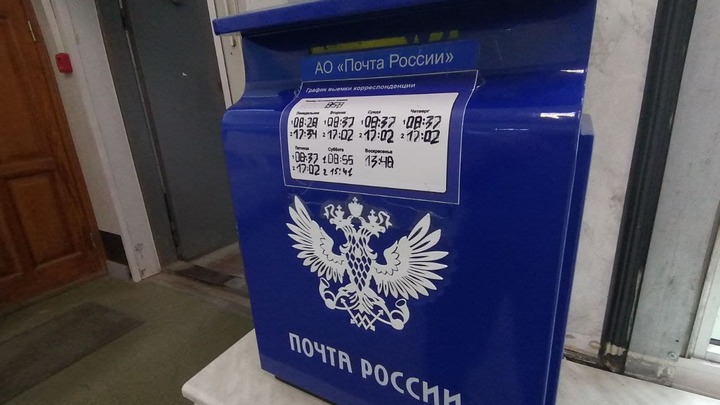 АО «Почта России»
График выемки корреспонденции
Понедельник Вторник Среда Четверг
1 08:28 1 08:37 1 08:37 1 08:37
2 17:34 2 17:02 2 17:02 2 17:02
Пятница Суббота Воскресенье
1 08:37 1 08:55 13:48
2 17:02 2 15:41
ПОЧТА РОССИИ